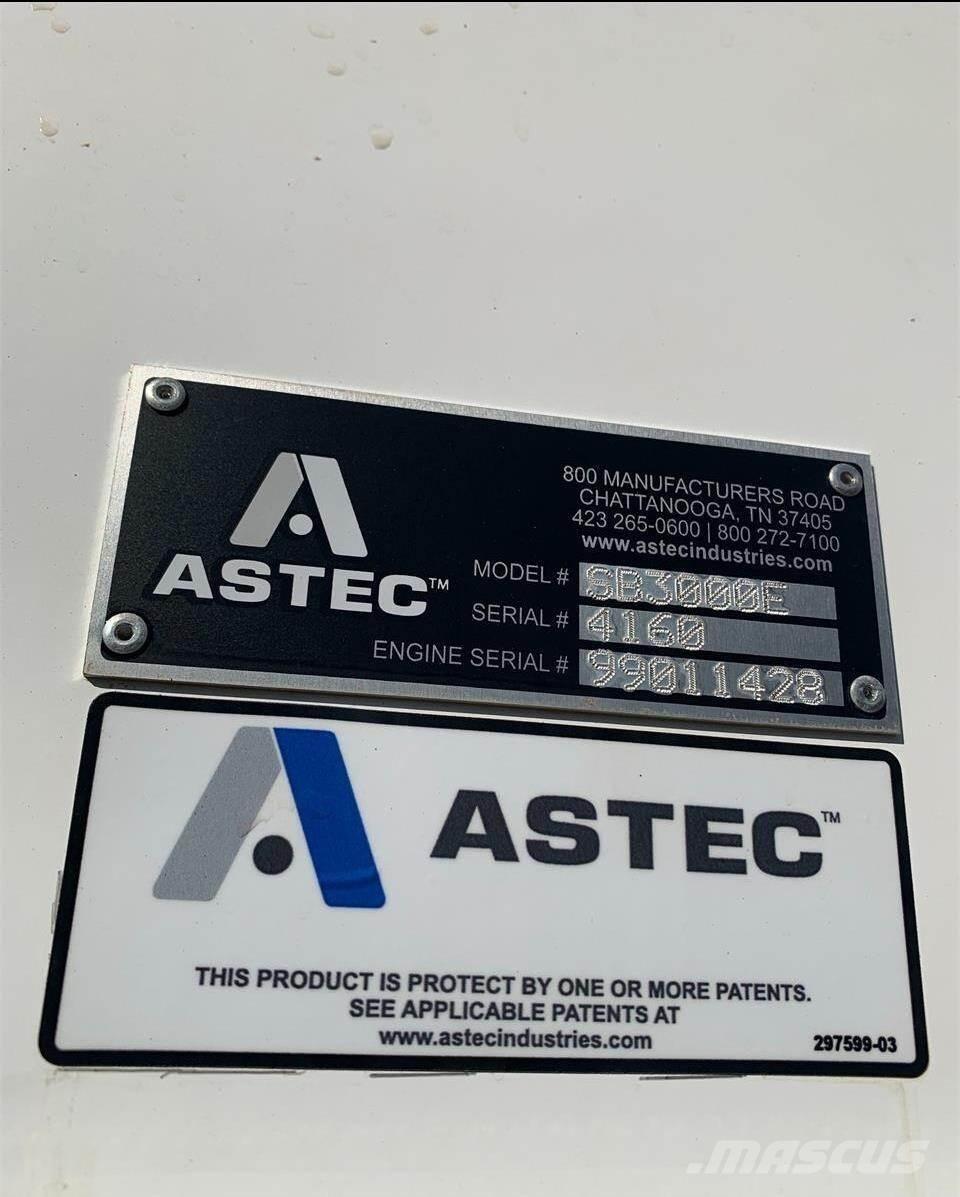 800 MANUFACTURERS ROAD
CHATTANOOGA, TN 37405
423 265-0600 | 800 272-7100
www.astecindustries.com
ASTEC™
MODEL # SB3000E
SERIAL # 4160
ENGINE SERIAL # 99011428
ASTEC™
THIS PRODUCT IS PROTECT BY ONE OR MORE PATENTS.
SEE APPLICABLE PATENTS AT
www.astecindustries.com
297599-03
.MASCUS